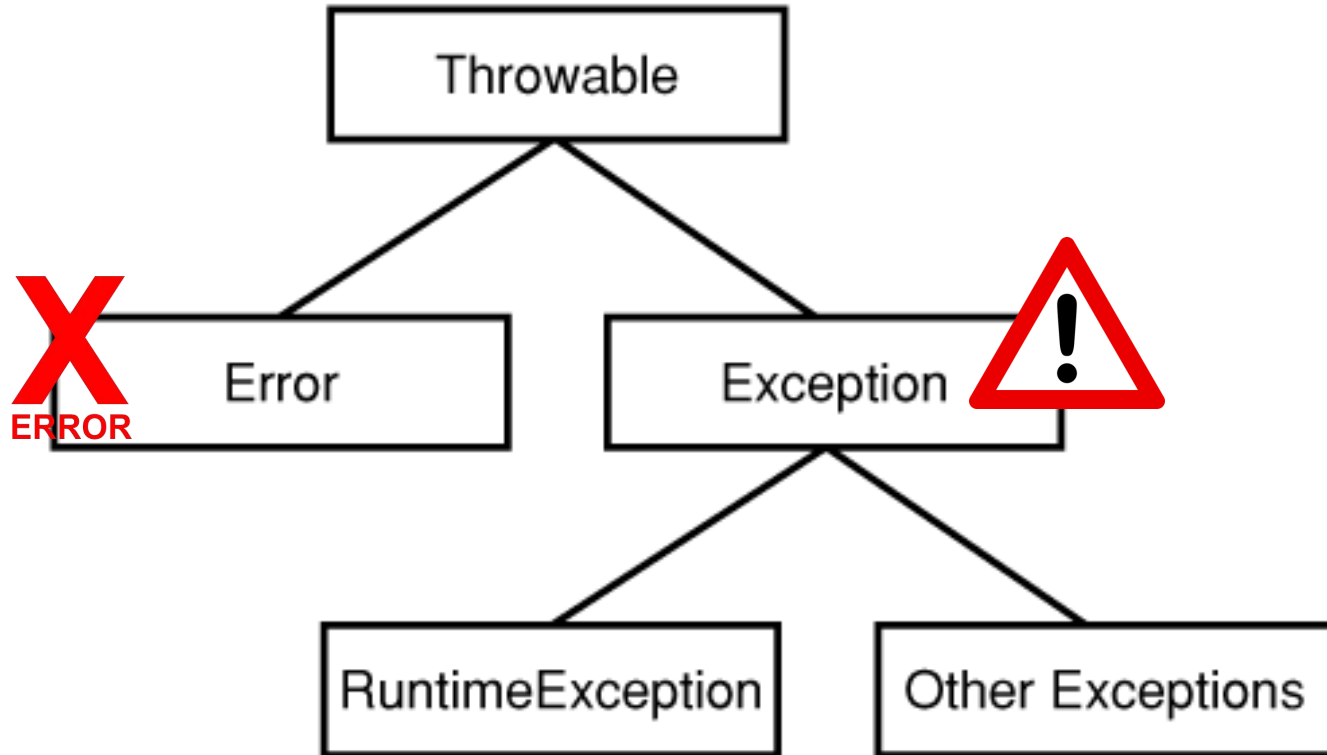 Throwable
Error
ERROR
Exception
!
RuntimeException
Other Exceptions